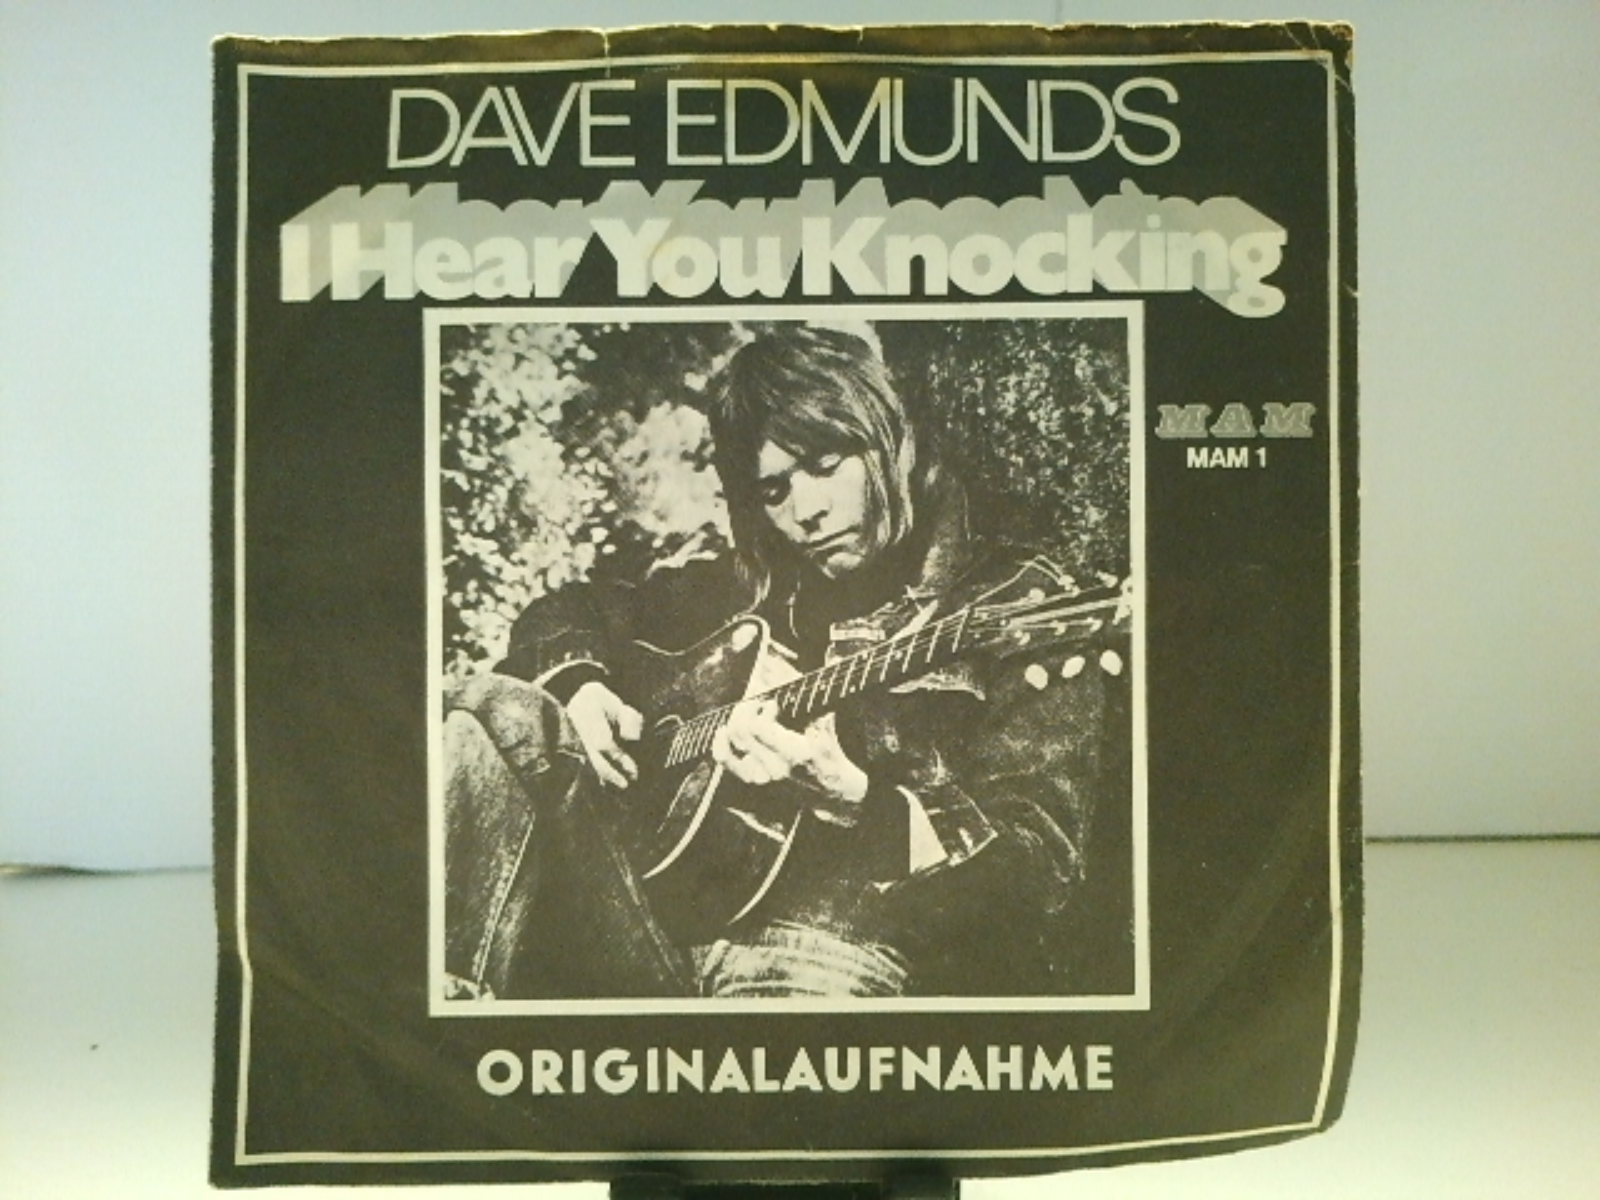 DAVE EDMUNDS
I Hear You Knocking
MAM
MAM 1
ORIGINALAUFNAHME